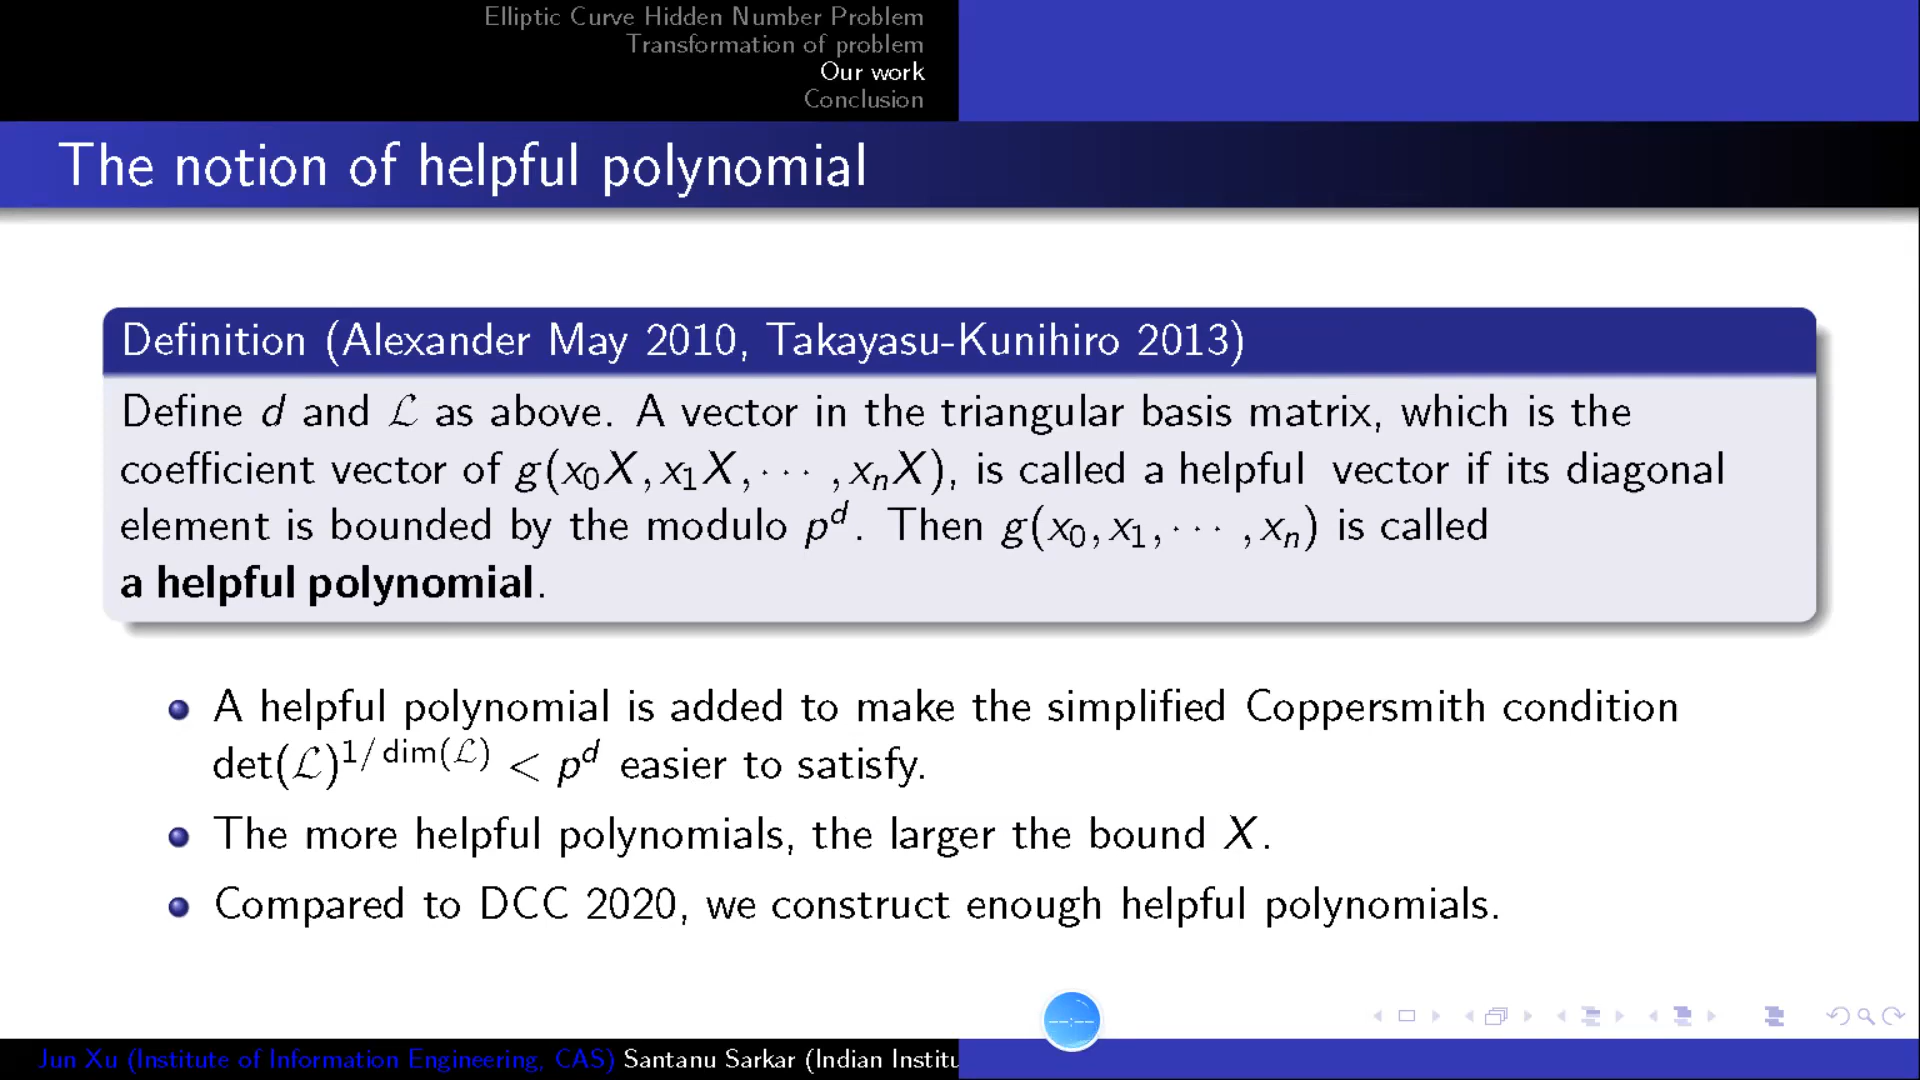 Elliptic Curve Hidden Number Problem
Transformation of problem
Our work
Conclusion
The notion of helpful polynomial
Definition (Alexander May 2010, Takayasu-Kunihiro 2013)
Define d and ℒ as above. A vector in the triangular basis matrix, which is the
coefficient vector of g(x₀X, x₁X, ⋯ , xₙX), is called a helpful vector if its diagonal
element is bounded by the modulo p^d. Then g(x₀, x₁, ⋯ , xₙ) is called
a helpful polynomial.
A helpful polynomial is added to make the simplified Coppersmith condition
det(ℒ)^{1/ dim(ℒ)} < p^d easier to satisfy.
The more helpful polynomials, the larger the bound X.
Compared to DCC 2020, we construct enough helpful polynomials.
--:--
Jun Xu (Institute of Information Engineering, CAS) Santanu Sarkar (Indian Institu